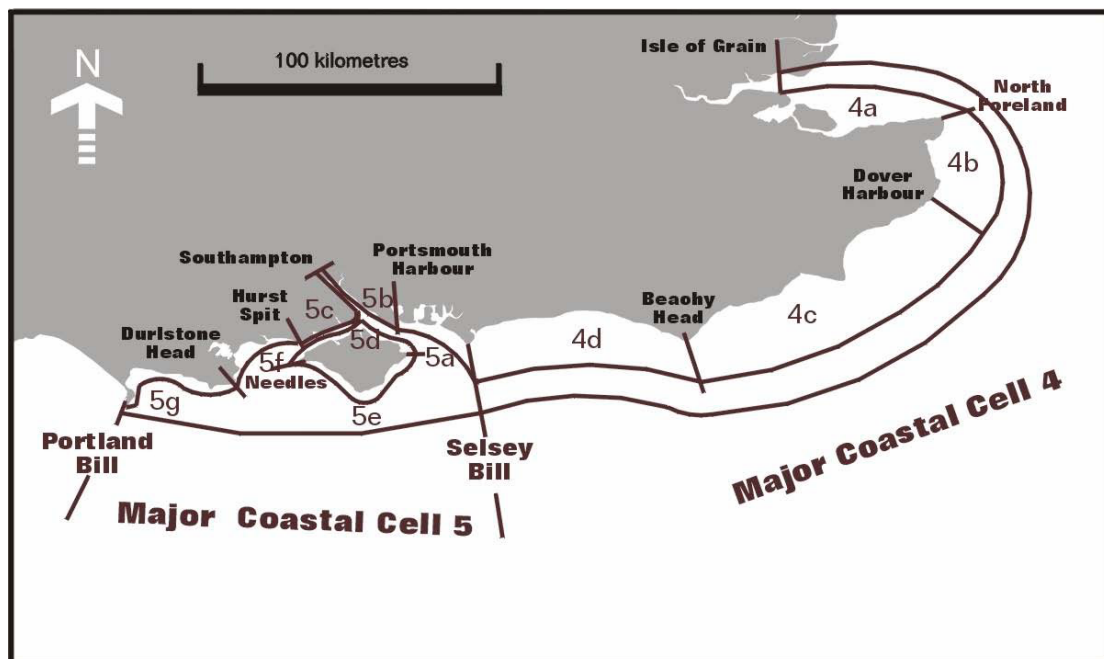 N
100 kilometres
Isle of Grain
North
Foreland
4a
4b
Dover
Harbour
Southampton
Portsmouth
Harbour
Hurst
Spit
5c
5b
Beaohy
Head
4c
Durlstone
Head
5d
4d
5f
5a
Needles
5g
5e
Portland
Bill
Selsey
Bill
Major Coastal Cell 4
Major Coastal Cell 5